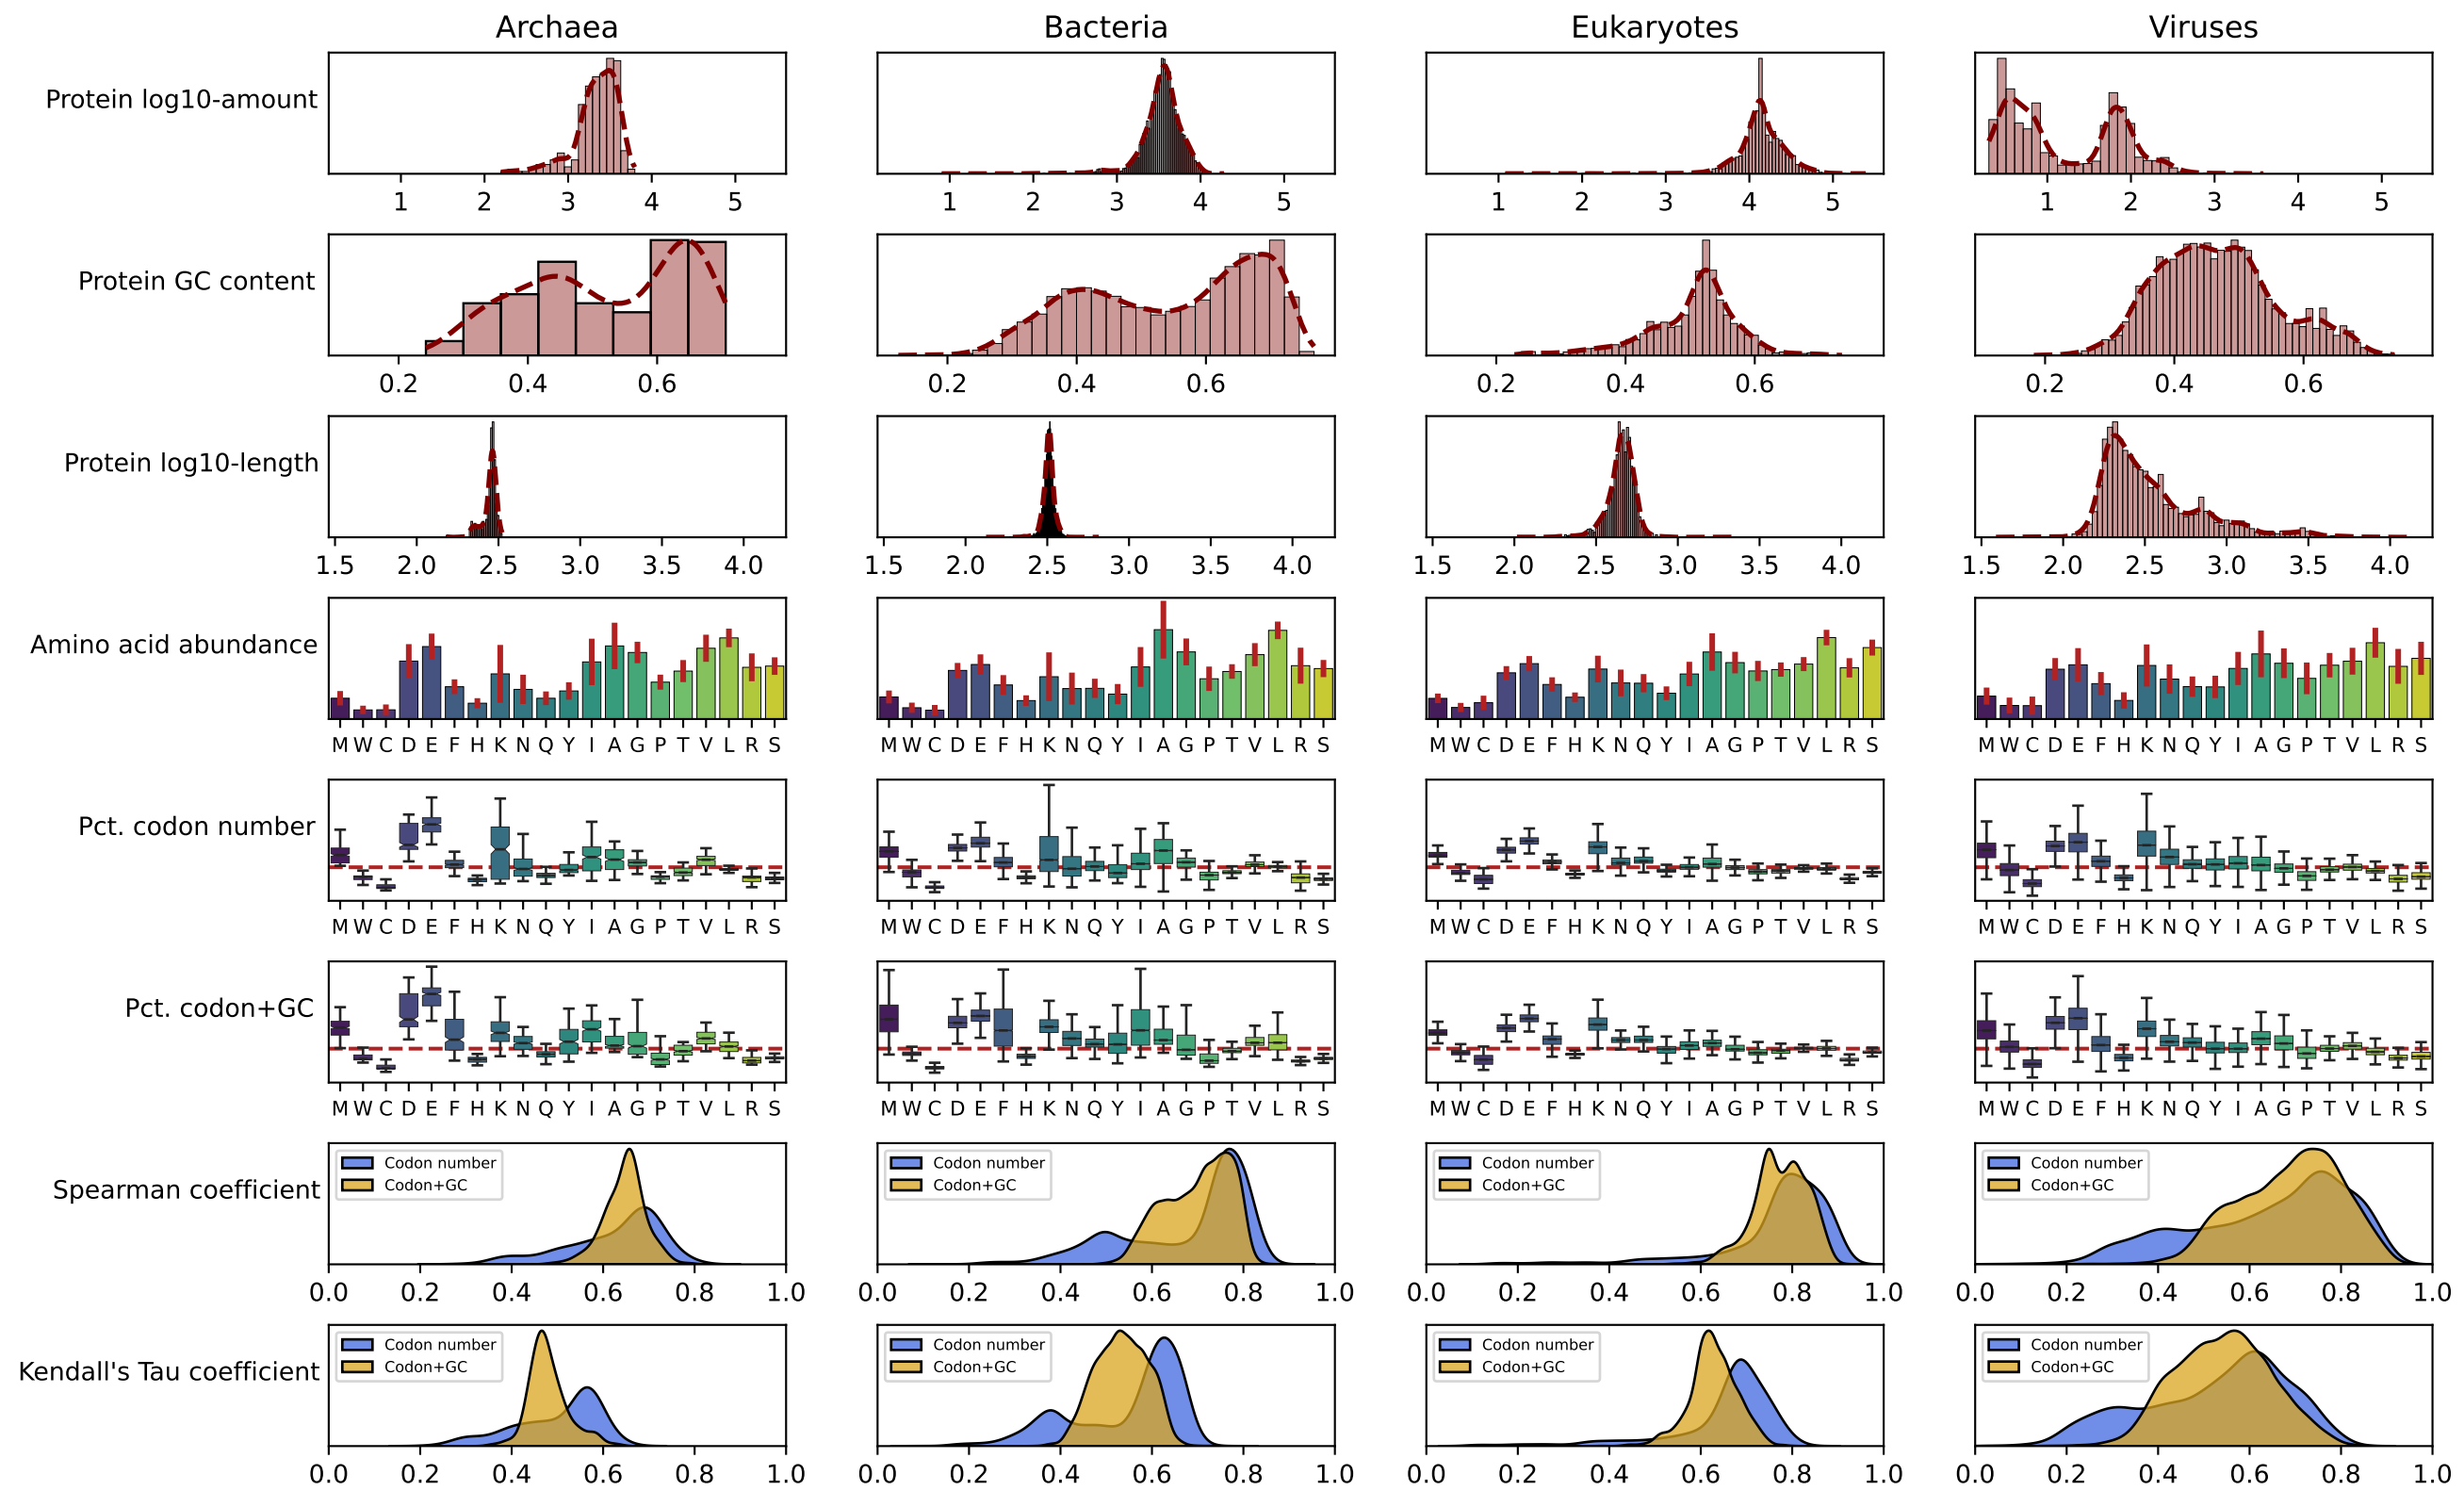 Archaea Bacteria Eukaryotes Viruses
Protein log10-amount
1 2 3 4 5 1 2 3 4 5 1 2 3 4 5 1 2 3 4 5
Protein GC content
0.2 0.4 0.6 0.2 0.4 0.6 0.2 0.4 0.6 0.2 0.4 0.6
Protein log10-length
1.5 2.0 2.5 3.0 3.5 4.0 1.5 2.0 2.5 3.0 3.5 4.0 1.5 2.0 2.5 3.0 3.5 4.0 1.5 2.0 2.5 3.0 3.5 4.0
Amino acid abundance
M W C D E F H K N Q Y I A G P T V L R S M W C D E F H K N Q Y I A G P T V L R S M W C D E F H K N Q Y I A G P T V L R S M W C D E F H K N Q Y I A G P T V L R S
Pct. codon number
M W C D E F H K N Q Y I A G P T V L R S M W C D E F H K N Q Y I A G P T V L R S M W C D E F H K N Q Y I A G P T V L R S M W C D E F H K N Q Y I A G P T V L R S
Pct. codon+GC
M W C D E F H K N Q Y I A G P T V L R S M W C D E F H K N Q Y I A G P T V L R S M W C D E F H K N Q Y I A G P T V L R S M W C D E F H K N Q Y I A G P T V L R S
Codon number Codon number Codon number Codon number
Spearman coefficient
Codon+GC Codon+GC Codon+GC Codon+GC
0.0 0.2 0.4 0.6 0.8 1.0 0.0 0.2 0.4 0.6 0.8 1.0 0.0 0.2 0.4 0.6 0.8 1.0 0.0 0.2 0.4 0.6 0.8 1.0
Codon number Codon number Codon number Codon number
Kendall's Tau coefficient
Codon+GC Codon+GC Codon+GC Codon+GC
0.0 0.2 0.4 0.6 0.8 1.0 0.0 0.2 0.4 0.6 0.8 1.0 0.0 0.2 0.4 0.6 0.8 1.0 0.0 0.2 0.4 0.6 0.8 1.0